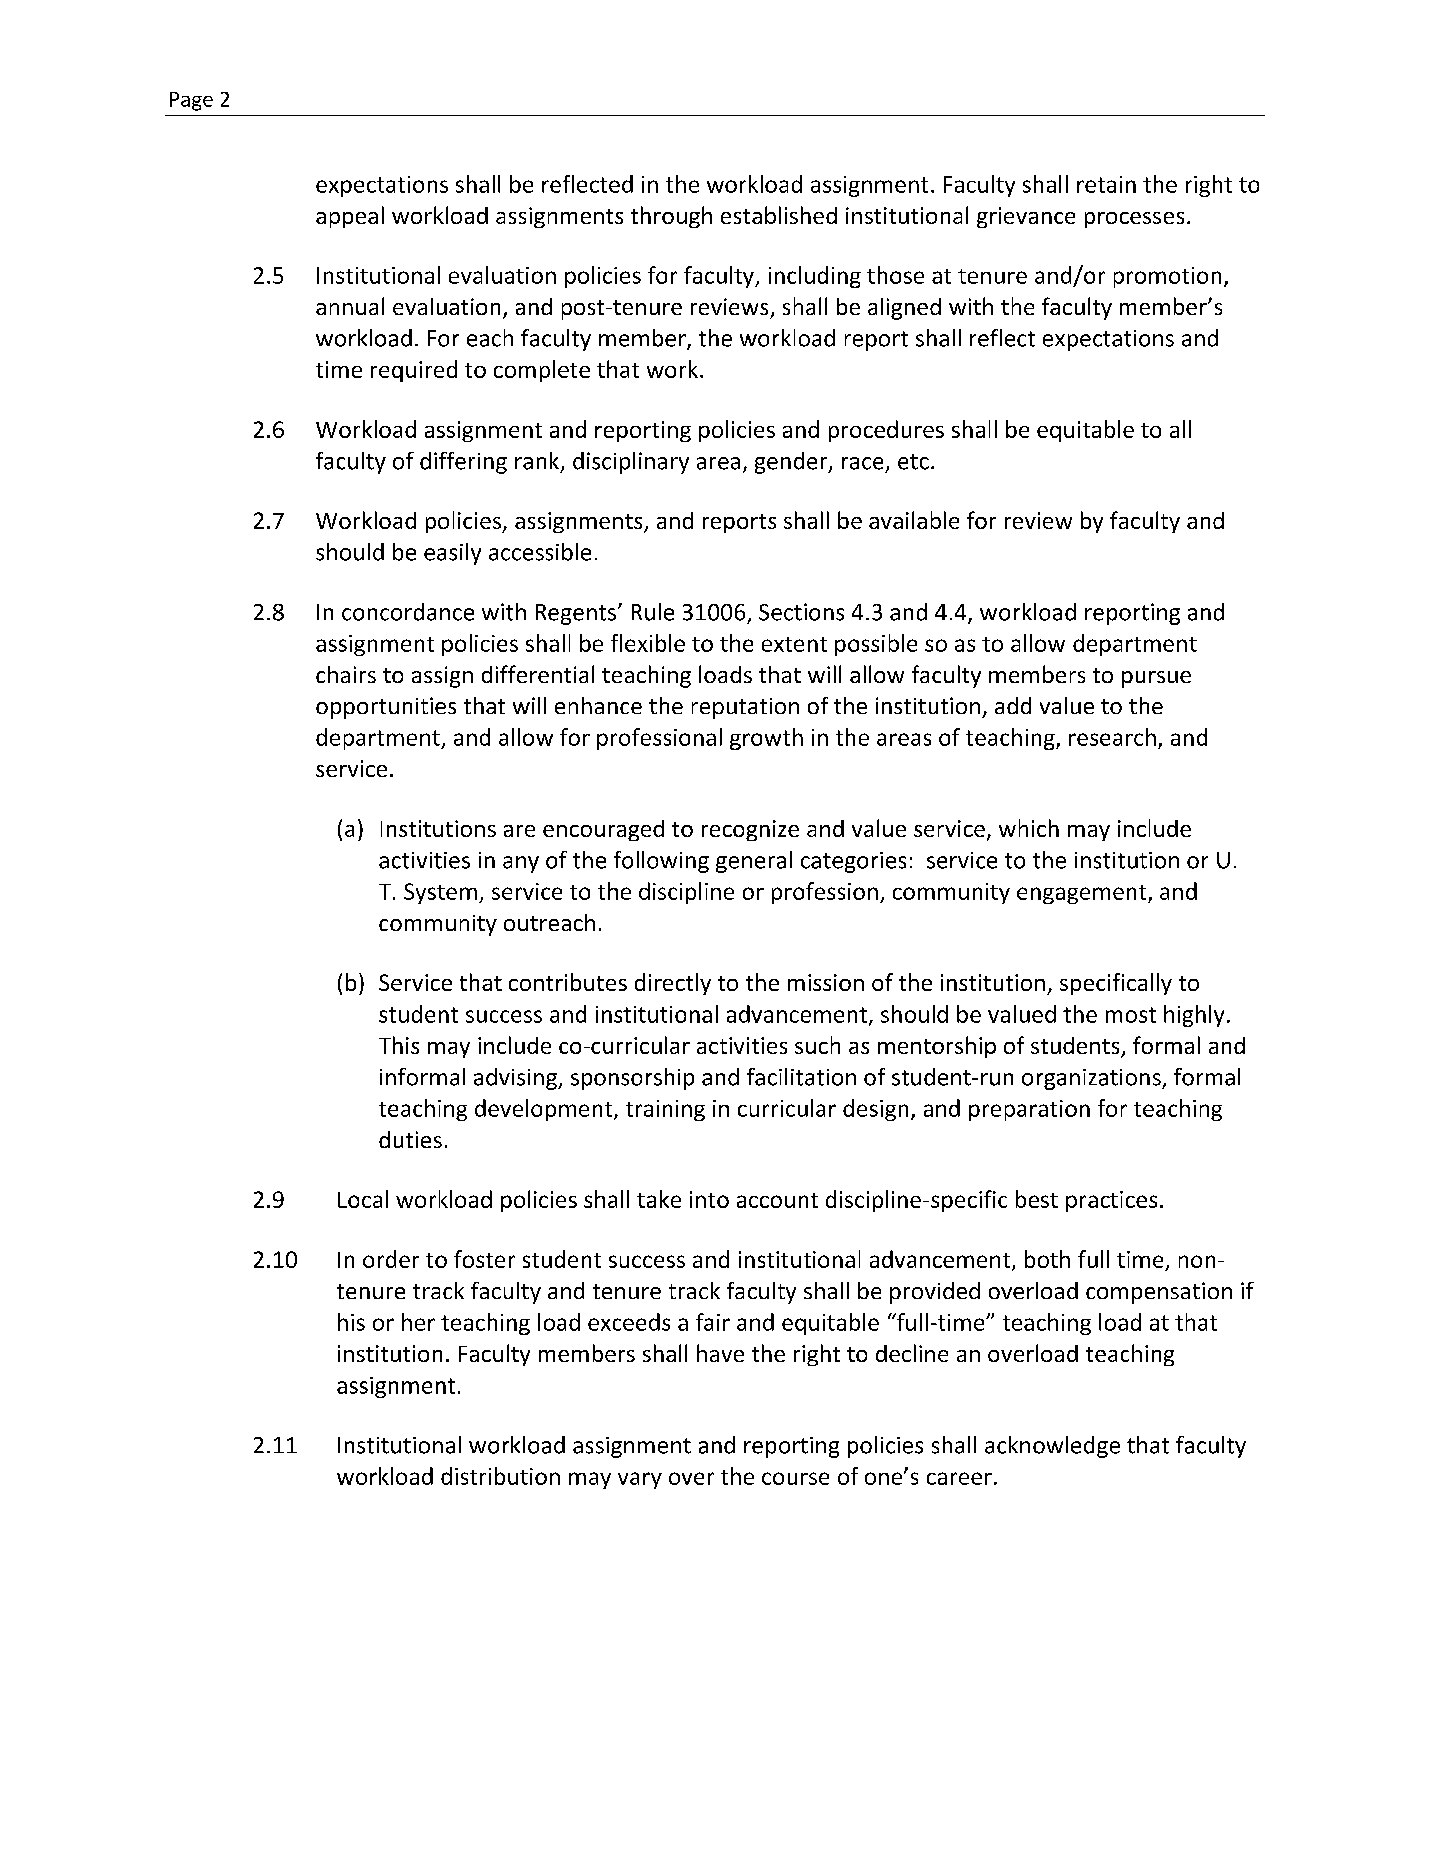 Page 2
expectations shall be reflected in the workload assignment. Faculty shall retain the right to
appeal workload assignments through established institutional grievance processes.
2.5 Institutional evaluation policies for faculty, including those at tenure and/or promotion,
annual evaluation, and post-tenure reviews, shall be aligned with the faculty member’s
workload. For each faculty member, the workload report shall reflect expectations and
time required to complete that work.
2.6 Workload assignment and reporting policies and procedures shall be equitable to all
faculty of differing rank, disciplinary area, gender, race, etc.
2.7 Workload policies, assignments, and reports shall be available for review by faculty and
should be easily accessible.
2.8 In concordance with Regents’ Rule 31006, Sections 4.3 and 4.4, workload reporting and
assignment policies shall be flexible to the extent possible so as to allow department
chairs to assign differential teaching loads that will allow faculty members to pursue
opportunities that will enhance the reputation of the institution, add value to the
department, and allow for professional growth in the areas of teaching, research, and
service.
(a) Institutions are encouraged to recognize and value service, which may include
activities in any of the following general categories:  service to the institution or U.
T. System, service to the discipline or profession, community engagement, and
community outreach.
(b) Service that contributes directly to the mission of the institution, specifically to
student success and institutional advancement, should be valued the most highly.
This may include co-curricular activities such as mentorship of students, formal and
informal advising, sponsorship and facilitation of student-run organizations, formal
teaching development, training in curricular design, and preparation for teaching
duties.
2.9 Local workload policies shall take into account discipline-specific best practices.
2.10 In order to foster student success and institutional advancement, both full time, non-
tenure track faculty and tenure track faculty shall be provided overload compensation if
his or her teaching load exceeds a fair and equitable “full-time” teaching load at that
institution. Faculty members shall have the right to decline an overload teaching
assignment.
2.11 Institutional workload assignment and reporting policies shall acknowledge that faculty
workload distribution may vary over the course of one’s career.